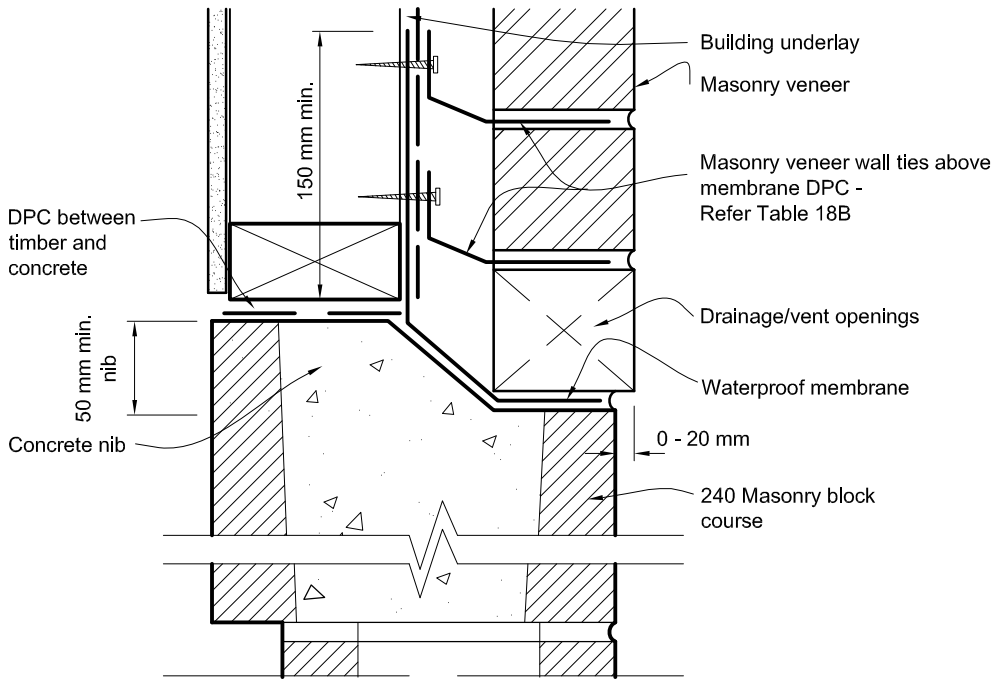 Building underlay
Masonry veneer
150 mm min.
Masonry veneer wall ties above
membrane DPC -
Refer Table 18B
DPC between
timber and
concrete
Drainage/vent openings
50 mm min.
nib
Waterproof membrane
Concrete nib
0 - 20 mm
240 Masonry block
course